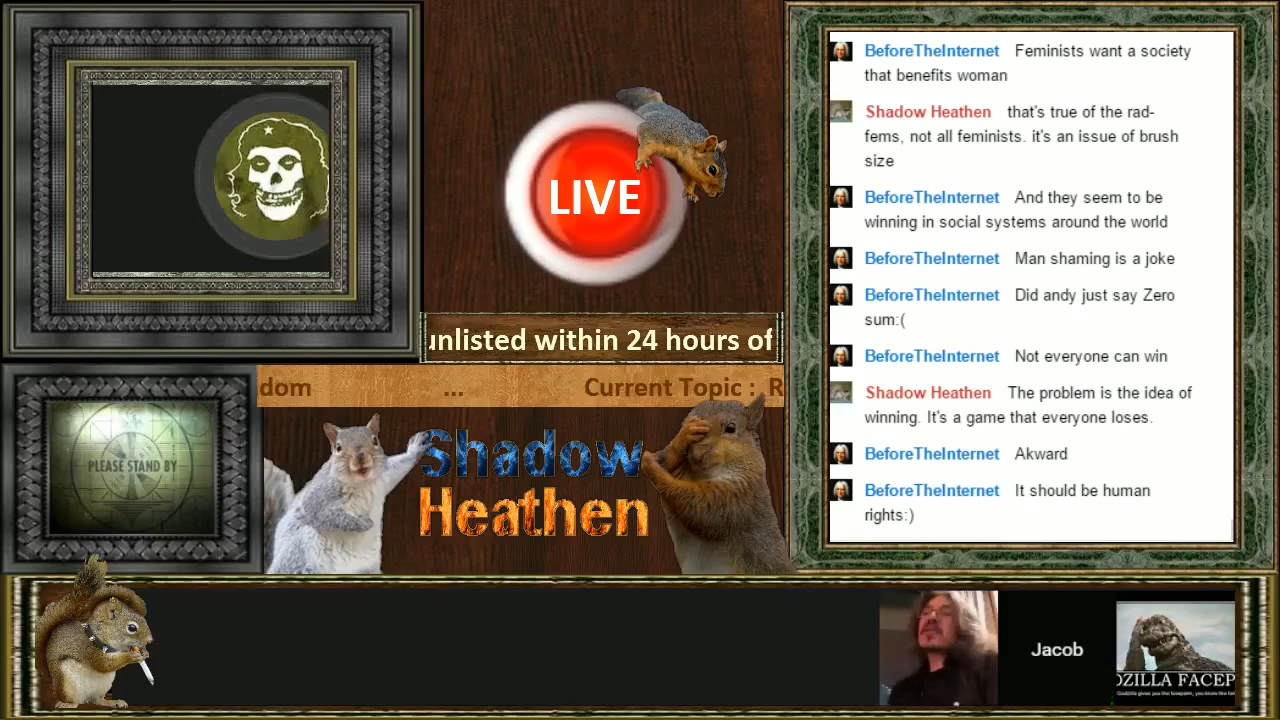 LIVE
unlisted within 24 hours of
dom ... Current Topic : R
PLEASE STAND BY
Shadow
Heathen
BeforeTheInternet Feminists want a society
that benefits woman
Shadow Heathen that's true of the rad-
fems, not all feminists. it's an issue of brush
size
BeforeTheInternet And they seem to be
winning in social systems around the world
BeforeTheInternet Man shaming is a joke
BeforeTheInternet Did andy just say Zero
sum:(
BeforeTheInternet Not everyone can win
Shadow Heathen The problem is the idea of
winning. It's a game that everyone loses.
BeforeTheInternet Akward
BeforeTheInternet It should be human
rights:)
Jacob
OZILLA FACEP